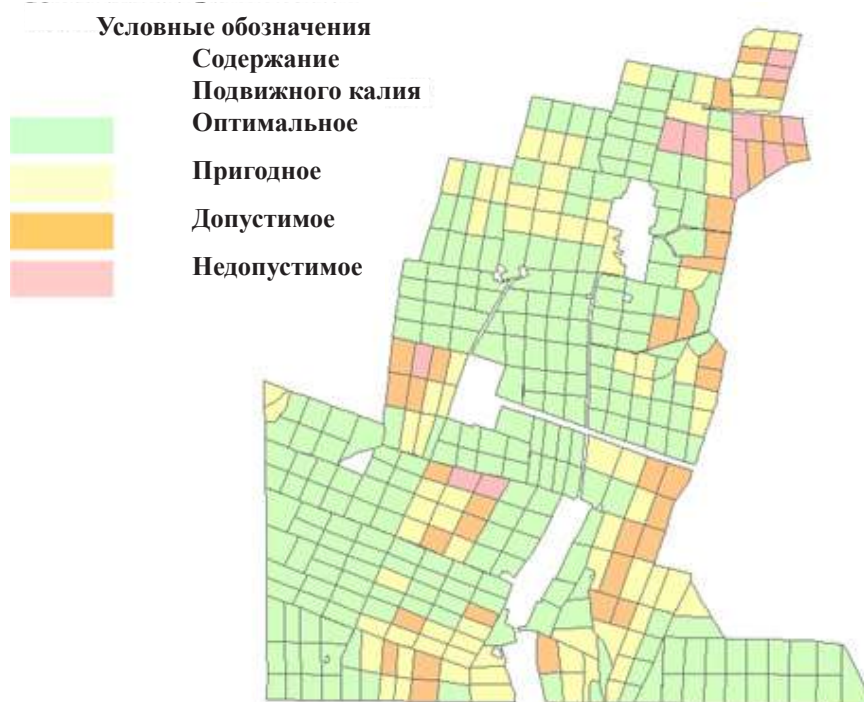 Условные обозначения
Содержание
Подвижного калия
Оптимальное
Пригодное
Допустимое
Недопустимое